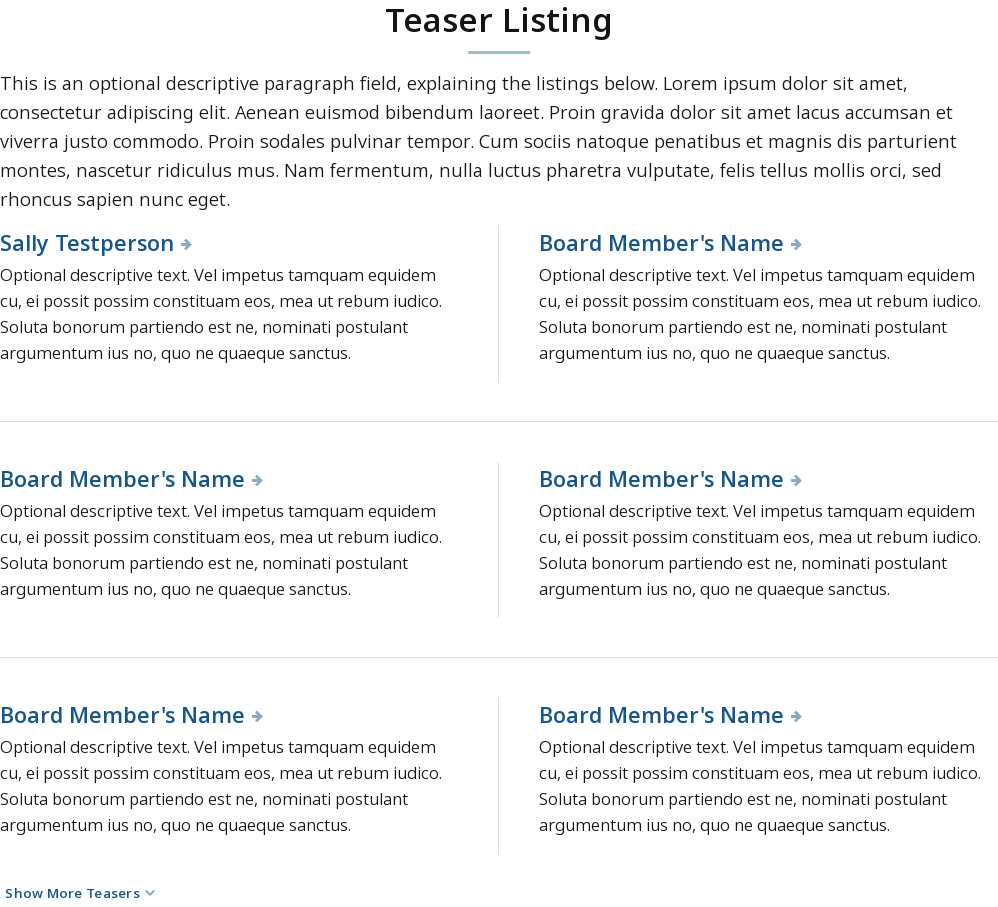 Teaser Listing
This is an optional descriptive paragraph field, explaining the listings below. Lorem ipsum dolor sit amet,
consectetur adipiscing elit. Aenean euismod bibendum laoreet. Proin gravida dolor sit amet lacus accumsan et
viverra justo commodo. Proin sodales pulvinar tempor. Cum sociis natoque penatibus et magnis dis parturient
montes, nascetur ridiculus mus. Nam fermentum, nulla luctus pharetra vulputate, felis tellus mollis orci, sed
rhoncus sapien nunc eget.
Sally Testperson
Optional descriptive text. Vel impetus tamquam equidem
cu, ei possit possim constituam eos, mea ut rebum iudico.
Soluta bonorum partiendo est ne, nominati postulant
argumentum ius no, quo ne quaeque sanctus.
Board Member's Name
Optional descriptive text. Vel impetus tamquam equidem
cu, ei possit possim constituam eos, mea ut rebum iudico.
Soluta bonorum partiendo est ne, nominati postulant
argumentum ius no, quo ne quaeque sanctus.
Board Member's Name
Optional descriptive text. Vel impetus tamquam equidem
cu, ei possit possim constituam eos, mea ut rebum iudico.
Soluta bonorum partiendo est ne, nominati postulant
argumentum ius no, quo ne quaeque sanctus.
Board Member's Name
Optional descriptive text. Vel impetus tamquam equidem
cu, ei possit possim constituam eos, mea ut rebum iudico.
Soluta bonorum partiendo est ne, nominati postulant
argumentum ius no, quo ne quaeque sanctus.
Board Member's Name
Optional descriptive text. Vel impetus tamquam equidem
cu, ei possit possim constituam eos, mea ut rebum iudico.
Soluta bonorum partiendo est ne, nominati postulant
argumentum ius no, quo ne quaeque sanctus.
Board Member's Name
Optional descriptive text. Vel impetus tamquam equidem
cu, ei possit possim constituam eos, mea ut rebum iudico.
Soluta bonorum partiendo est ne, nominati postulant
argumentum ius no, quo ne quaeque sanctus.
Show More Teasers